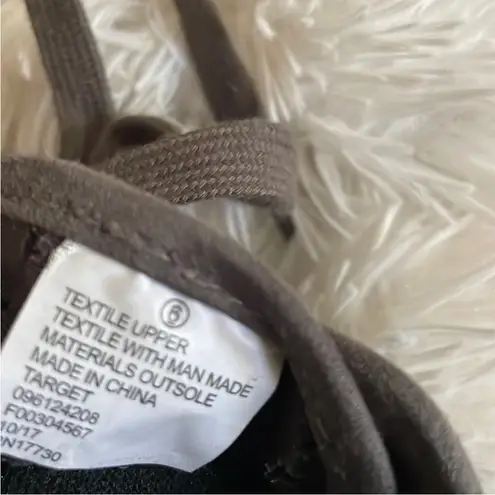 6
TEXTILE UPPER
TEXTILE WITH MAN MADE
MATERIALS OUTSOLE
MADE IN CHINA
TARGET
096124208
F00304567
10/17
N17730